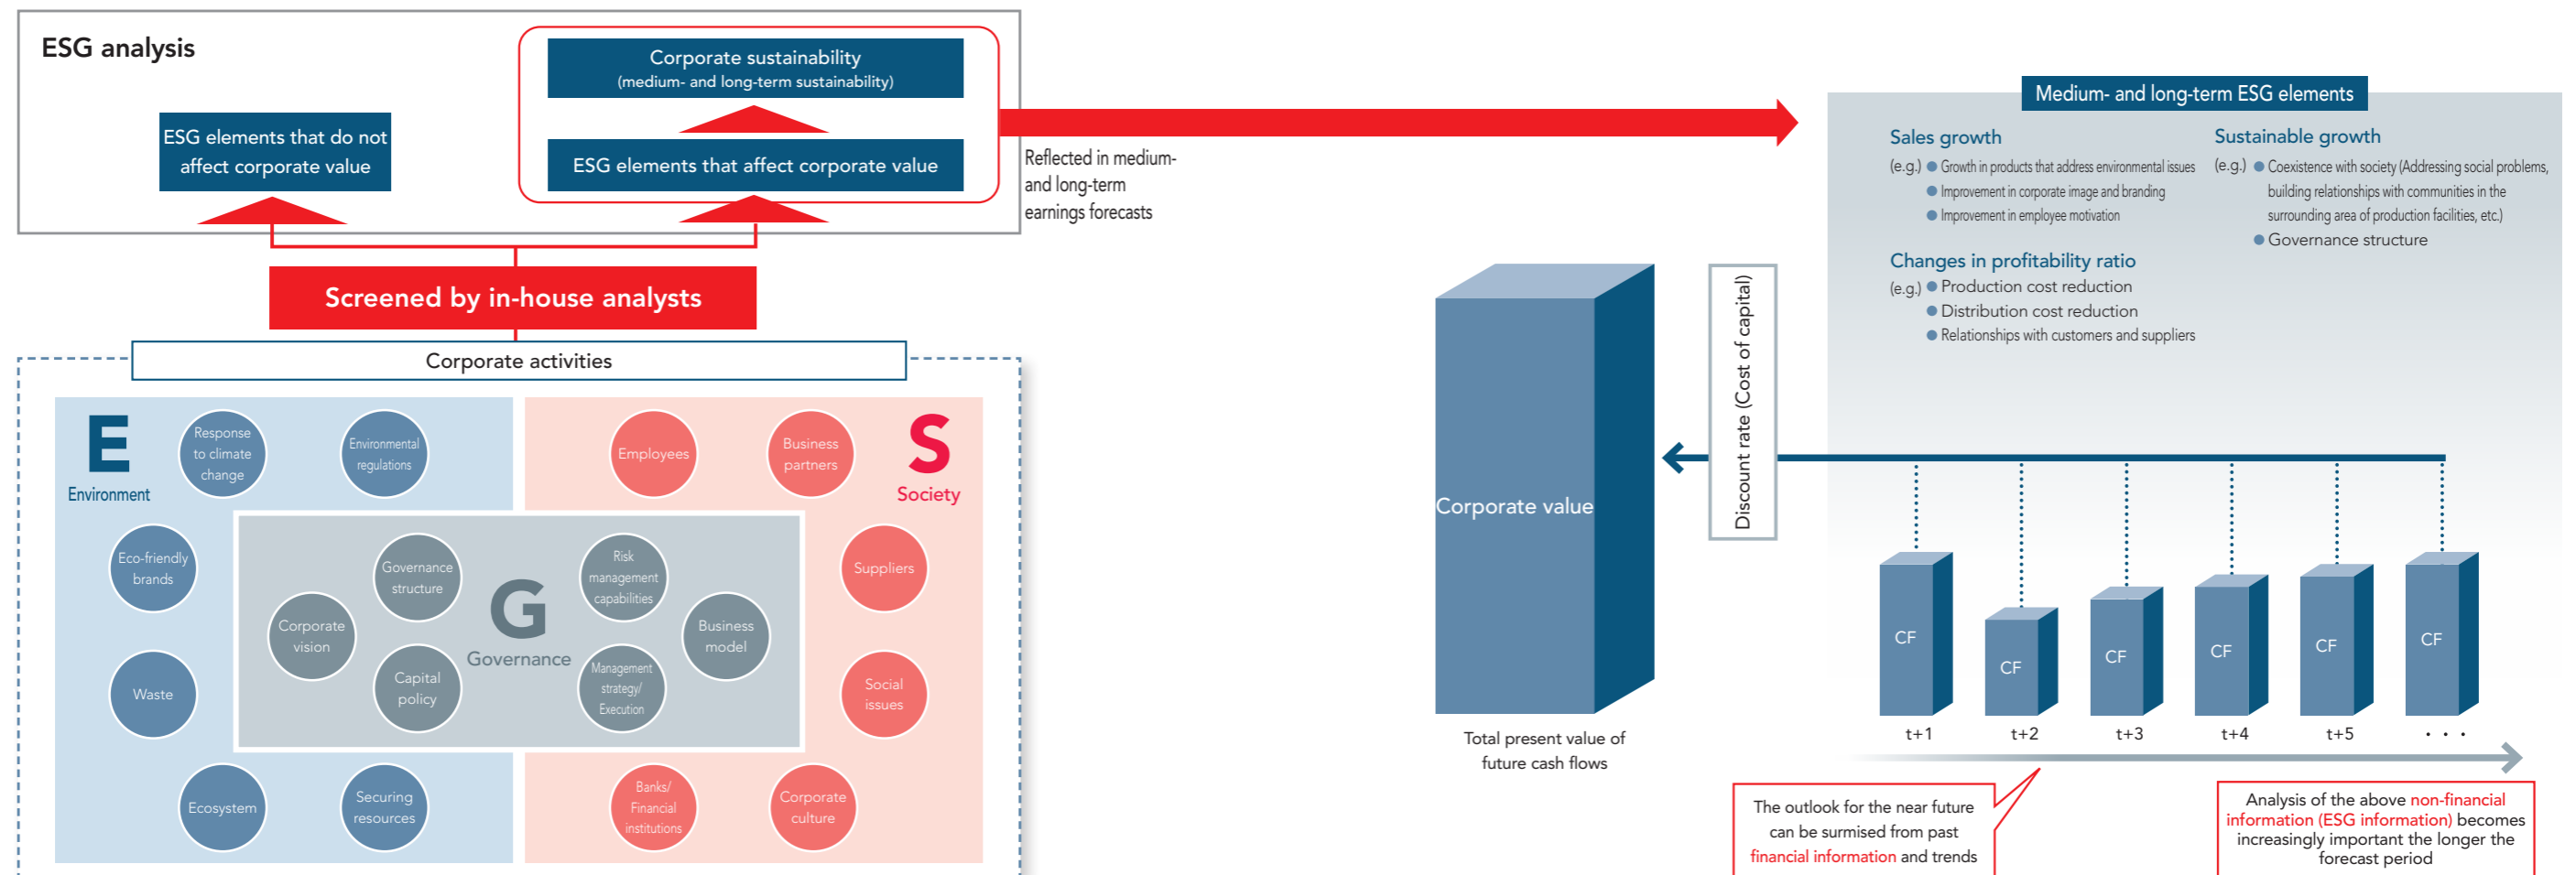 ESG analysis
Corporate sustainability
(medium- and long-term sustainability)
ESG elements that do not
affect corporate value
ESG elements that affect corporate value
Reflected in medium-
and long-term
earnings forecasts
Screened by in-house analysts
Corporate activities
E
Environment
Response
to climate
change
Environmental
regulations
Eco-friendly
brands
Waste
Ecosystem
Securing
resources
S
Society
Employees
Business
partners
Suppliers
Social
issues
Banks/
Financial
institutions
Corporate
culture
G
Governance
Governance
structure
Risk
management
capabilities
Corporate
vision
Business
model
Capital
policy
Management
strategy/
Execution
Corporate value
Total present value of
future cash flows
Discount rate (Cost of capital)
Medium- and long-term ESG elements
Sales growth
(e.g.) ● Growth in products that address environmental issues
● Improvement in corporate image and branding
● Improvement in employee motivation
Changes in profitability ratio
(e.g.) ● Production cost reduction
● Distribution cost reduction
● Relationships with customers and suppliers
Sustainable growth
(e.g.) ● Coexistence with society (Addressing social problems,
building relationships with communities in the
surrounding area of production facilities, etc.)
● Governance structure
CF
CF
CF
CF
CF
CF
t+1
t+2
t+3
t+4
t+5
· · ·
The outlook for the near future
can be surmised from past
financial information and trends
Analysis of the above non-financial
information (ESG information) becomes
increasingly important the longer the
forecast period